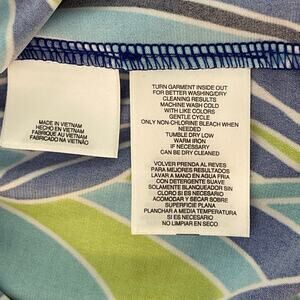 MADE IN VIETNAM
HECHO EN VIETNAM
FABRIQUE AU VIETNAM
FABRICADO NA VIETNÃO
TURN GARMENT INSIDE OUT
FOR BETTER WASHING/DRY
CLEANING RESULTS
MACHINE WASH COLD
WITH LIKE COLORS
GENTLE CYCLE
ONLY NON-CHLORINE BLEACH WHEN
NEEDED
TUMBLE DRY LOW
WARM IRON
IF NECESSARY
CAN BE DRY CLEANED
VOLVER PRENDA AL REVES
PARA MEJORES RESULTADOS
LAVAR A MANO EN AGUA FRIA
CON DETERGENTE SUAVE
SOLAMENTE BLANQUEADOR SIN
CLORO SI ES NECESARIO
ACOMODAR Y SECAR SOBRE
SUPERFICIE PLANA
PLANCHAR A MEDIA TEMPERATURA
SI ES NECESARIO
NO LIMPIAR EN SECO